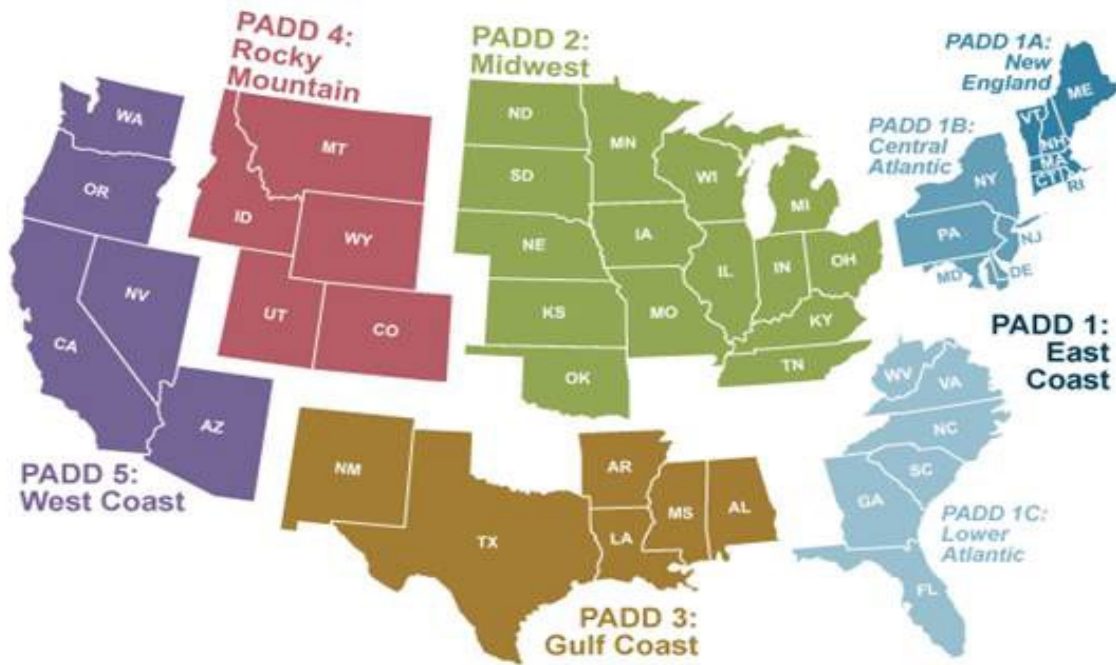 PADD 4:
Rocky
Mountain
PADD 2:
Midwest
PADD 1A:
New
England
PADD 1B:
Central
Atlantic
WA
OR
CA
NV
AZ
PADD 5:
West Coast
MT
ID
WY
UT
CO
ND
SD
NE
KS
OK
MN
IA
MO
WI
IL
MI
IN
OH
KY
TN
ME
VT
NH
MA
CT
RI
NY
PA
NJ
MD
DE
PADD 1:
East
Coast
WV
VA
NC
SC
GA
FL
PADD 1C:
Lower
Atlantic
NM
TX
AR
LA
MS
AL
PADD 3:
Gulf Coast